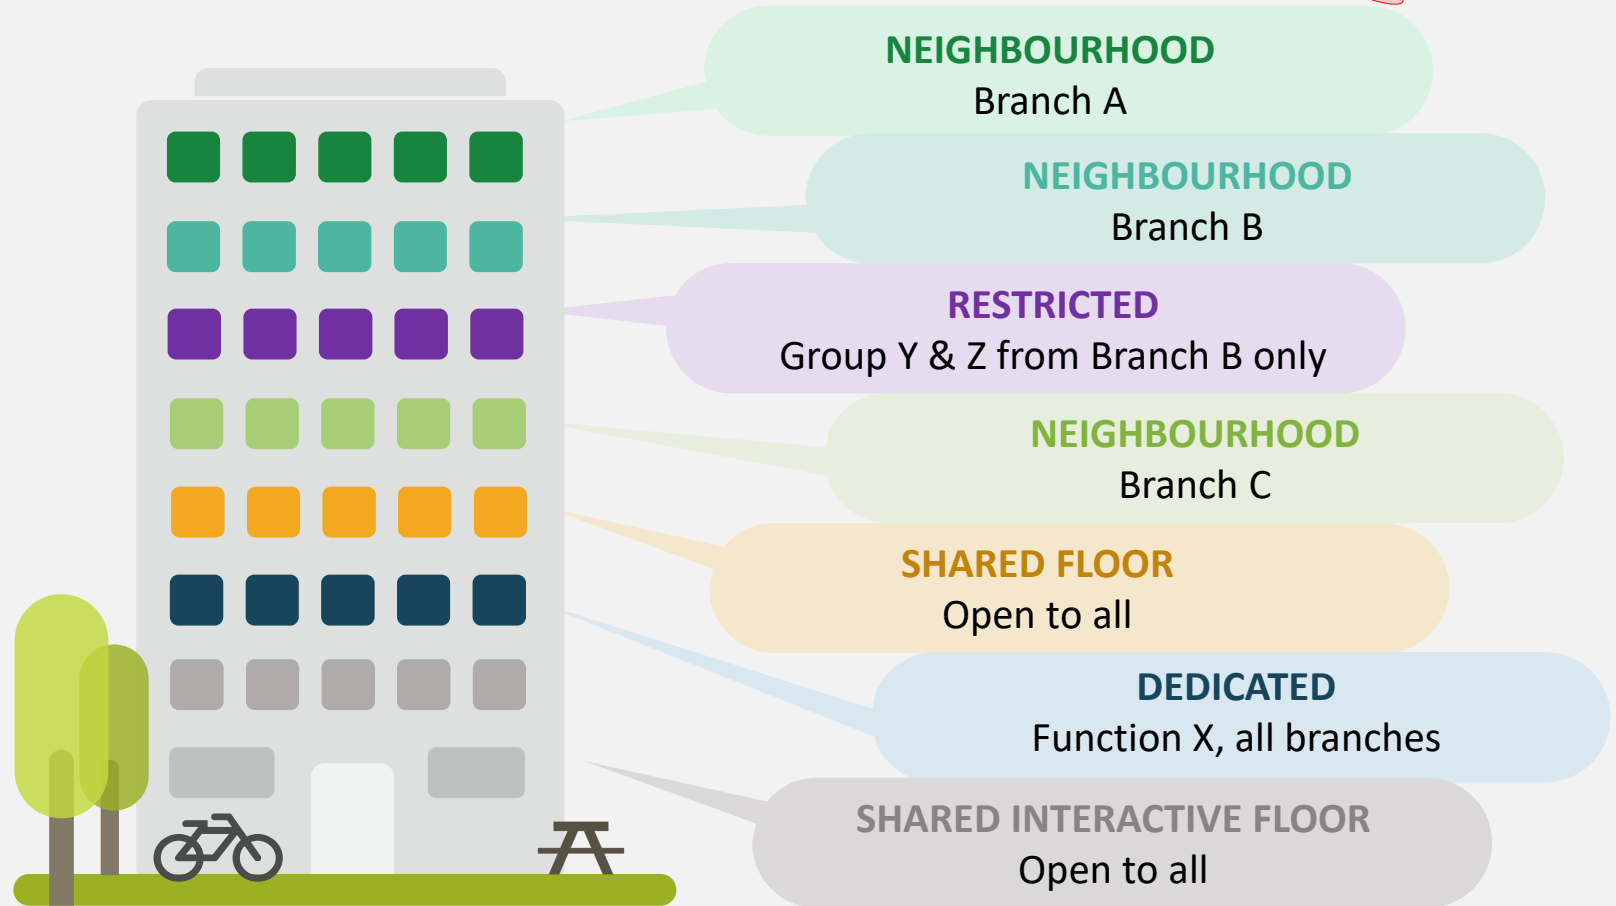 NEIGHBOURHOOD
Branch A
NEIGHBOURHOOD
Branch B
RESTRICTED
Group Y & Z from Branch B only
NEIGHBOURHOOD
Branch C
SHARED FLOOR
Open to all
DEDICATED
Function X, all branches
SHARED INTERACTIVE FLOOR
Open to all